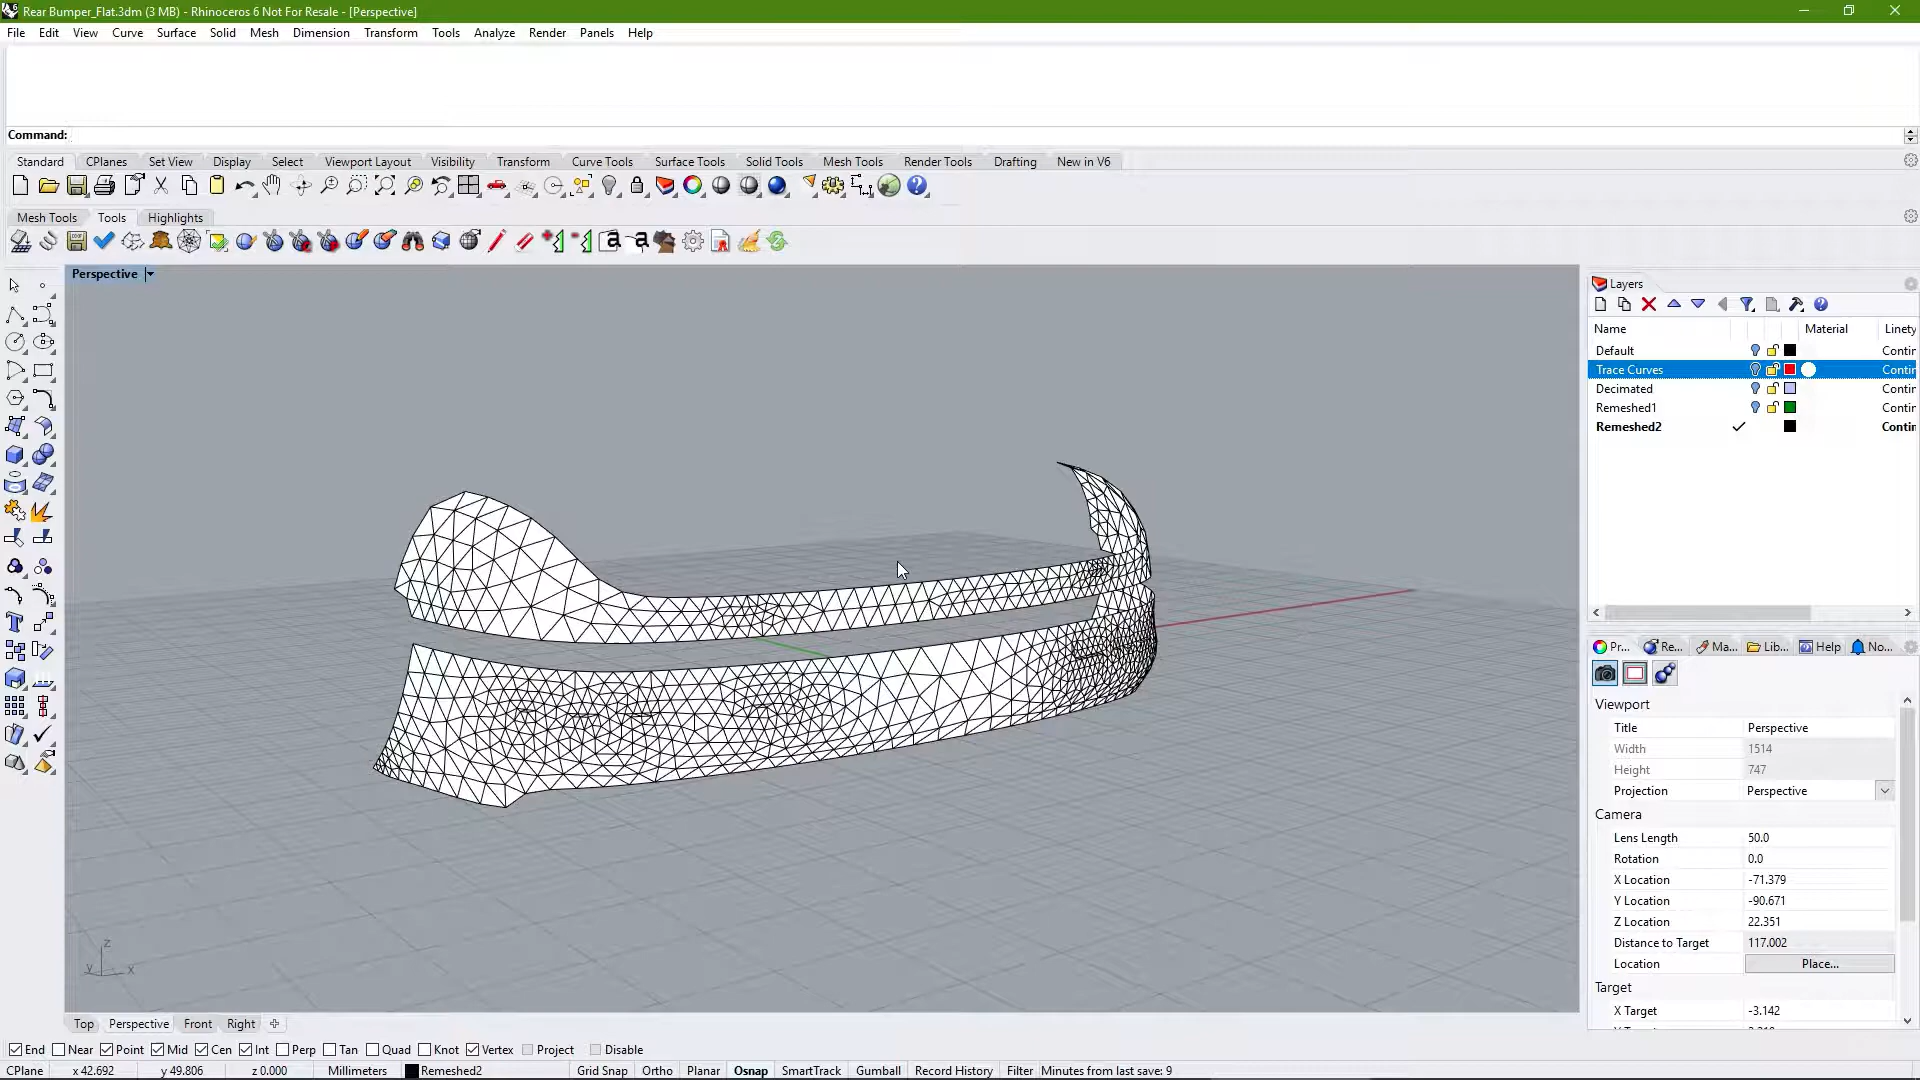 Rear Bumper_Flat.3dm (3 MB) - Rhinoceros 6 Not For Resale - [Perspective]
File Edit View Curve Surface Solid Mesh Dimension Transform Tools Analyze Render Panels Help
Command:
Standard CPlanes Set View Display Select Viewport Layout Visibility Transform Curve Tools Surface Tools Solid Tools Mesh Tools Render Tools Drafting New in V6
Mesh Tools Tools Highlights
Perspective
Layers
Name Material Linety
Default Contin
Trace Curves Contin
Decimated Contin
Remeshed1 Contin
Remeshed2 Contin
Pr... Re... Ma... Lib... Help No...
Viewport
Title Perspective
Width 1514
Height 747
Projection Perspective
Camera
Lens Length 50.0
Rotation 0.0
X Location -71.379
Y Location -90.671
Z Location 22.351
Distance to Target 117.002
Location Place...
Target
X Target -3.142
z
y x
Top Perspective Front Right
End Near Point Mid Cen Int Perp Tan Quad Knot Vertex Project Disable
CPlane x 42.692 y 49.806 z 0.000 Millimeters Remeshed2 Grid Snap Ortho Planar Osnap SmartTrack Gumball Record History Filter Minutes from last save: 9